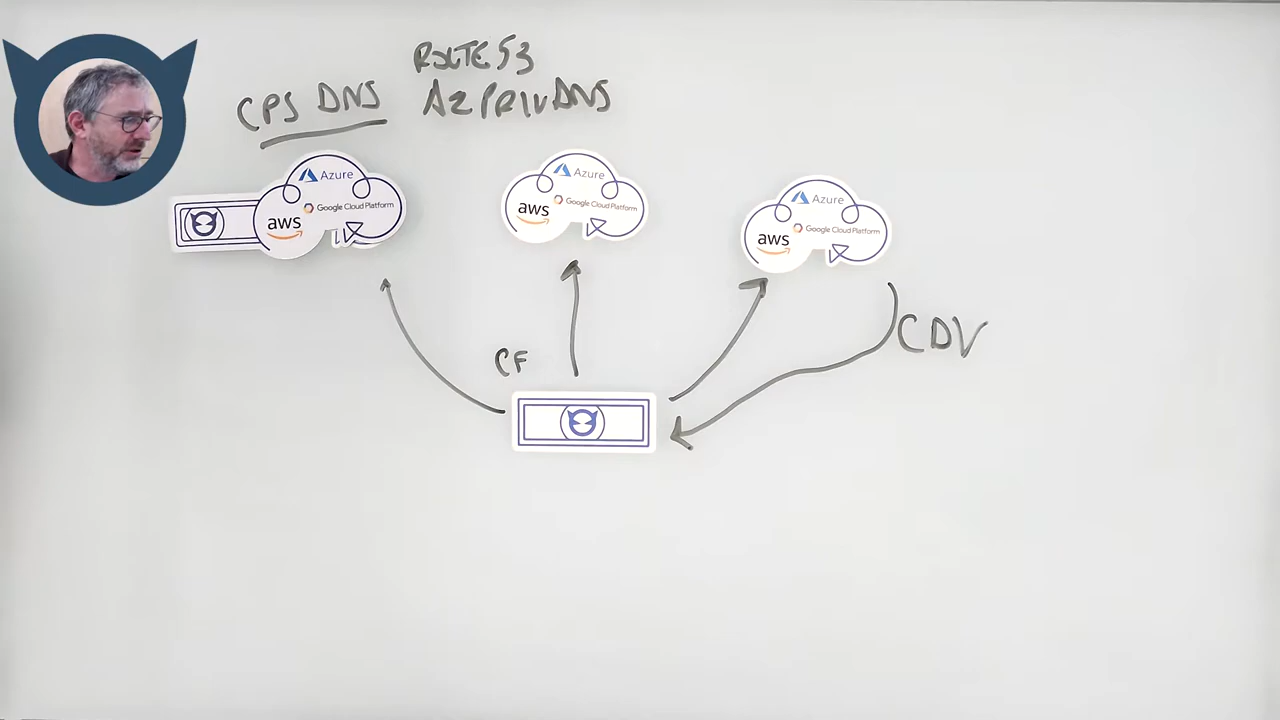 ROUTE 53
CPS DNS AZ PRIV DNS
Azure
aws
Google Cloud Platform
Azure
aws
Google Cloud Platform
Azure
aws
Google Cloud Platform
CDV
CF